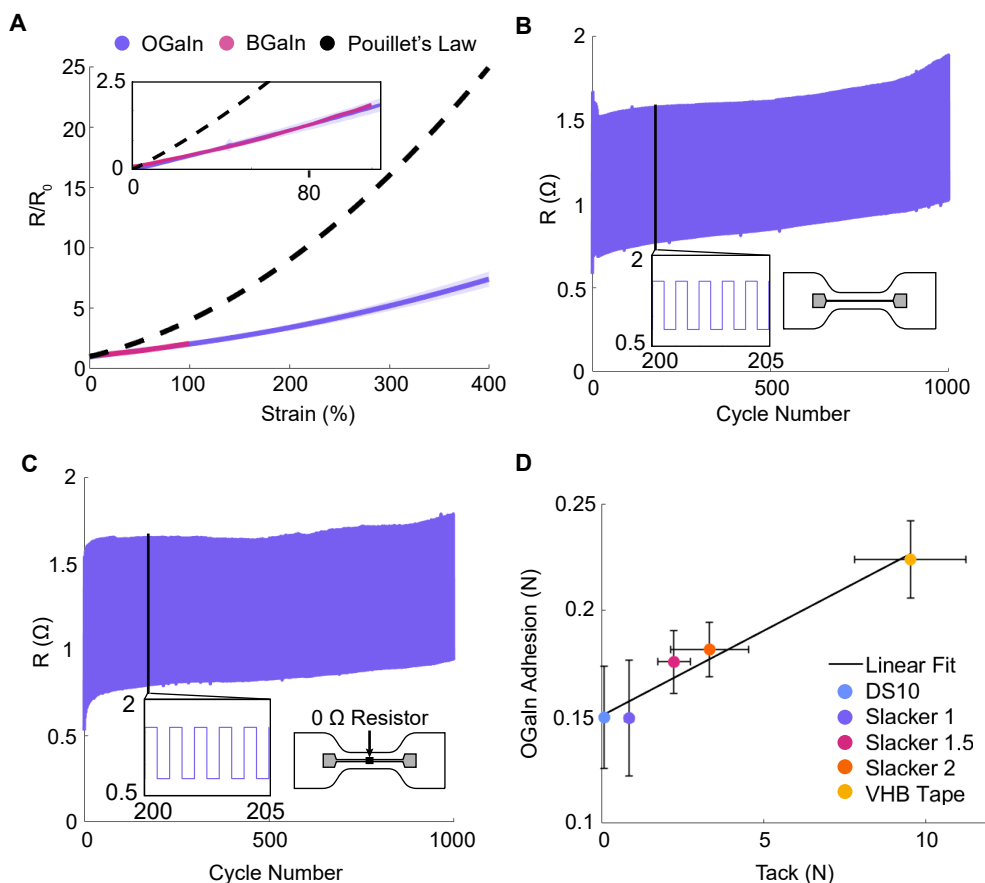 A
OGaIn BGaIn Pouillet's Law
25
20
15
10
5
0
R/R0
2.5
0
0
80
0
100
200
300
400
Strain (%)
B
2
1.5
1
0.5
0
R (Ω)
2
0.5
200
205
0
500
1000
Cycle Number
C
2
1.5
1
0.5
0
R (Ω)
2
0.5
200
205
0 Ω Resistor
0
500
1000
Cycle Number
D
0.25
0.2
0.15
0.1
OGaIn Adhesion (N)
Linear Fit
DS10
Slacker 1
Slacker 1.5
Slacker 2
VHB Tape
0
5
10
Tack (N)